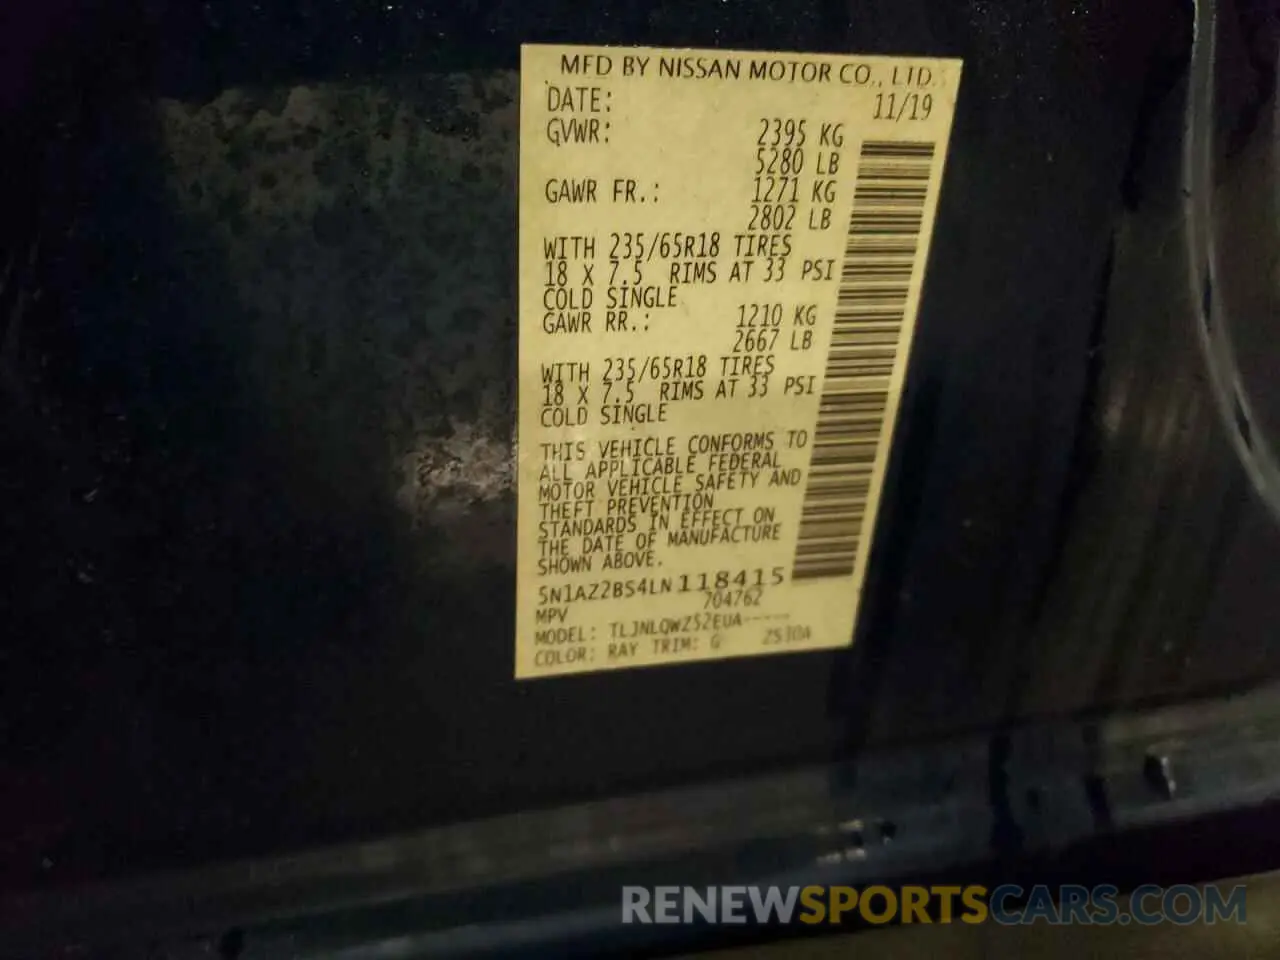 MFD BY NISSAN MOTOR CO., LTD.
DATE: 11/19
GVWR: 2395 KG
5280 LB
GAWR FR.: 1271 KG
2802 LB
WITH 235/65R18 TIRES
18 X 7.5 RIMS AT 33 PSI
COLD SINGLE
GAWR RR.: 1210 KG
2667 LB
WITH 235/65R18 TIRES
18 X 7.5 RIMS AT 33 PSI
COLD SINGLE
THIS VEHICLE CONFORMS TO
ALL APPLICABLE FEDERAL
MOTOR VEHICLE SAFETY AND
THEFT PREVENTION
STANDARDS IN EFFECT ON
THE DATE OF MANUFACTURE
SHOWN ABOVE.
5N1AZ2BS4LN118415
MPV 704762
MODEL: TLJNLQWZ52EUA-----
COLOR: RAY TRIM: G
RENEWSPORTSCARS.COM